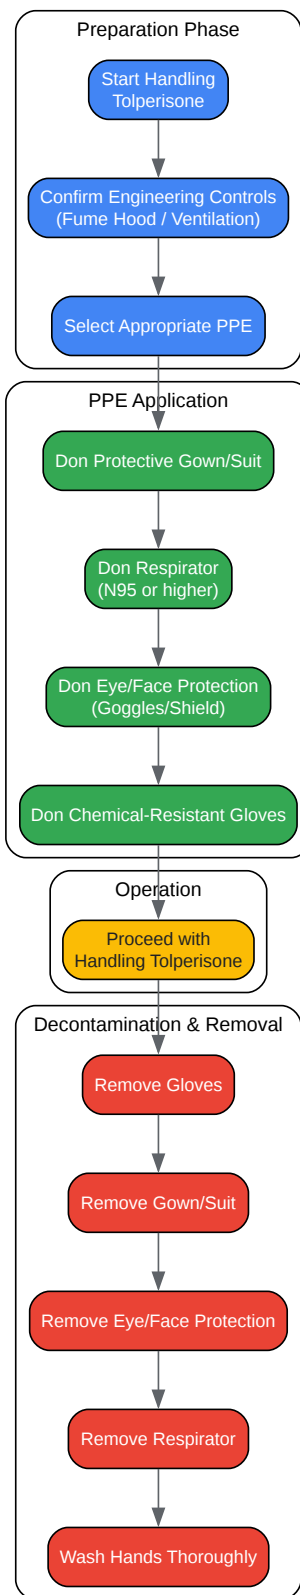 Preparation Phase
Start Handling
Tolperisone
Confirm Engineering Controls
(Fume Hood / Ventilation)
Select Appropriate PPE
PPE Application
Don Protective Gown/Suit
Don Respirator
(N95 or higher)
Don Eye/Face Protection
(Goggles/Shield)
Don Chemical-Resistant Gloves
Operation
Proceed with
Handling Tolperisone
Decontamination & Removal
Remove Gloves
Remove Gown/Suit
Remove Eye/Face Protection
Remove Respirator
Wash Hands Thoroughly